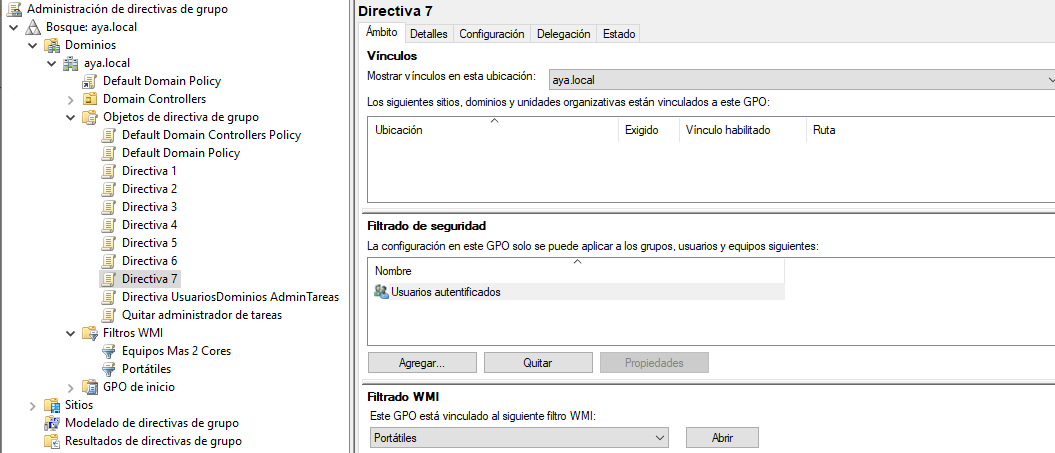 Administración de directivas de grupo
Bosque: aya.local
Dominios
aya.local
Default Domain Policy
Domain Controllers
Objetos de directiva de grupo
Default Domain Controllers Policy
Default Domain Policy
Directiva 1
Directiva 2
Directiva 3
Directiva 4
Directiva 5
Directiva 6
Directiva 7
Directiva UsuariosDominios AdminTareas
Quitar administrador de tareas
Filtros WMI
Equipos Mas 2 Cores
Portátiles
GPO de inicio
Sitios
Modelado de directivas de grupo
Resultados de directivas de grupo
Directiva 7
Ámbito Detalles Configuración Delegación Estado
Vínculos
Mostrar vínculos en esta ubicación: aya.local
Los siguientes sitios, dominios y unidades organizativas están vinculados a este GPO:
Ubicación Exigido Vínculo habilitado Ruta
Filtrado de seguridad
La configuración en este GPO solo se puede aplicar a los grupos, usuarios y equipos siguientes:
Nombre
Usuarios autentificados
Agregar... Quitar Propiedades
Filtrado WMI
Este GPO está vinculado al siguiente filtro WMI:
Portátiles Abrir